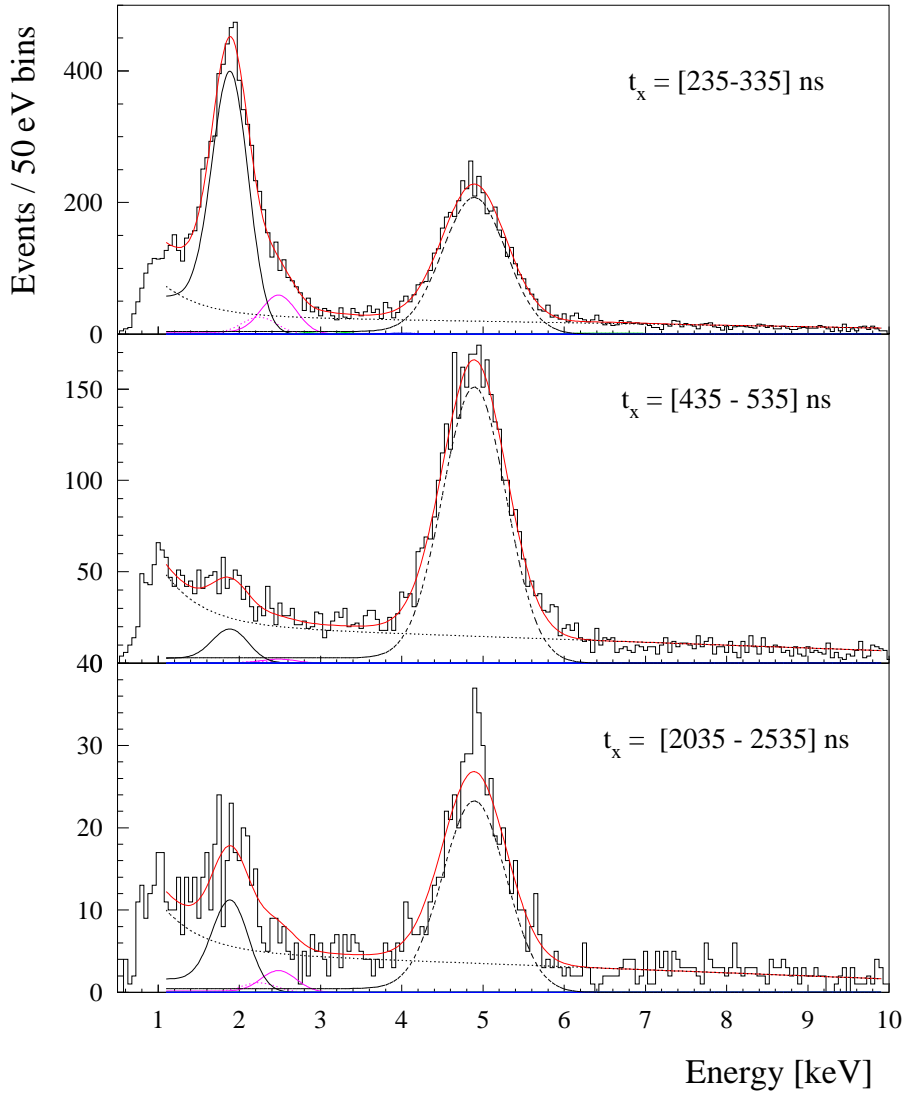 Events / 50 eV bins
400
200
0
t_x = [235-335] ns
150
100
50
0
t_x = [435 - 535] ns
40
30
20
10
0
t_x = [2035 - 2535] ns
1 2 3 4 5 6 7 8 9 10
Energy [keV]